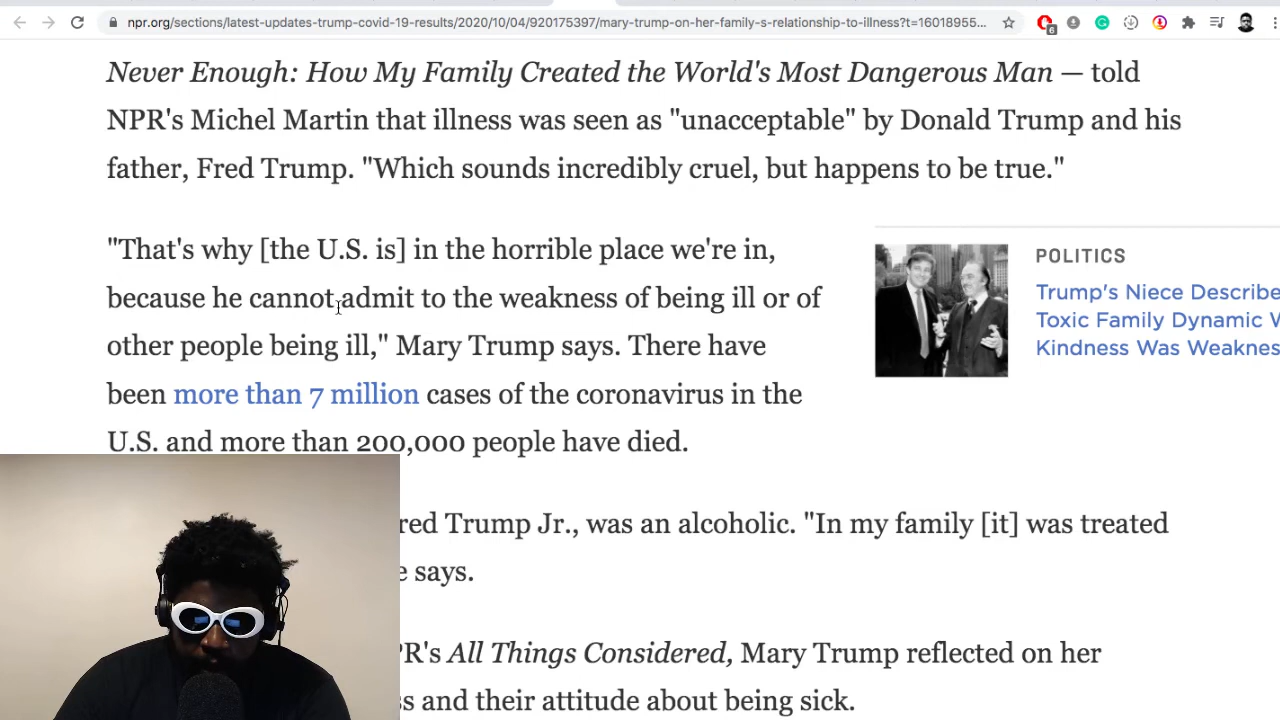 npr.org/sections/latest-updates-trump-covid-19-results/2020/10/04/920175397/mary-trump-on-her-family-s-relationship-to-illness?t=16018955...
6
Never Enough: How My Family Created the World's Most Dangerous Man — told
NPR's Michel Martin that illness was seen as "unacceptable" by Donald Trump and his
father, Fred Trump. "Which sounds incredibly cruel, but happens to be true."
"That's why [the U.S. is] in the horrible place we're in,
because he cannot admit to the weakness of being ill or of
other people being ill," Mary Trump says. There have
been more than 7 million cases of the coronavirus in the
U.S. and more than 200,000 people have died.
POLITICS
Trump's Niece Describe
Toxic Family Dynamic W
Kindness Was Weaknes
red Trump Jr., was an alcoholic. "In my family [it] was treated
e says.
PR's All Things Considered, Mary Trump reflected on her
ss and their attitude about being sick.